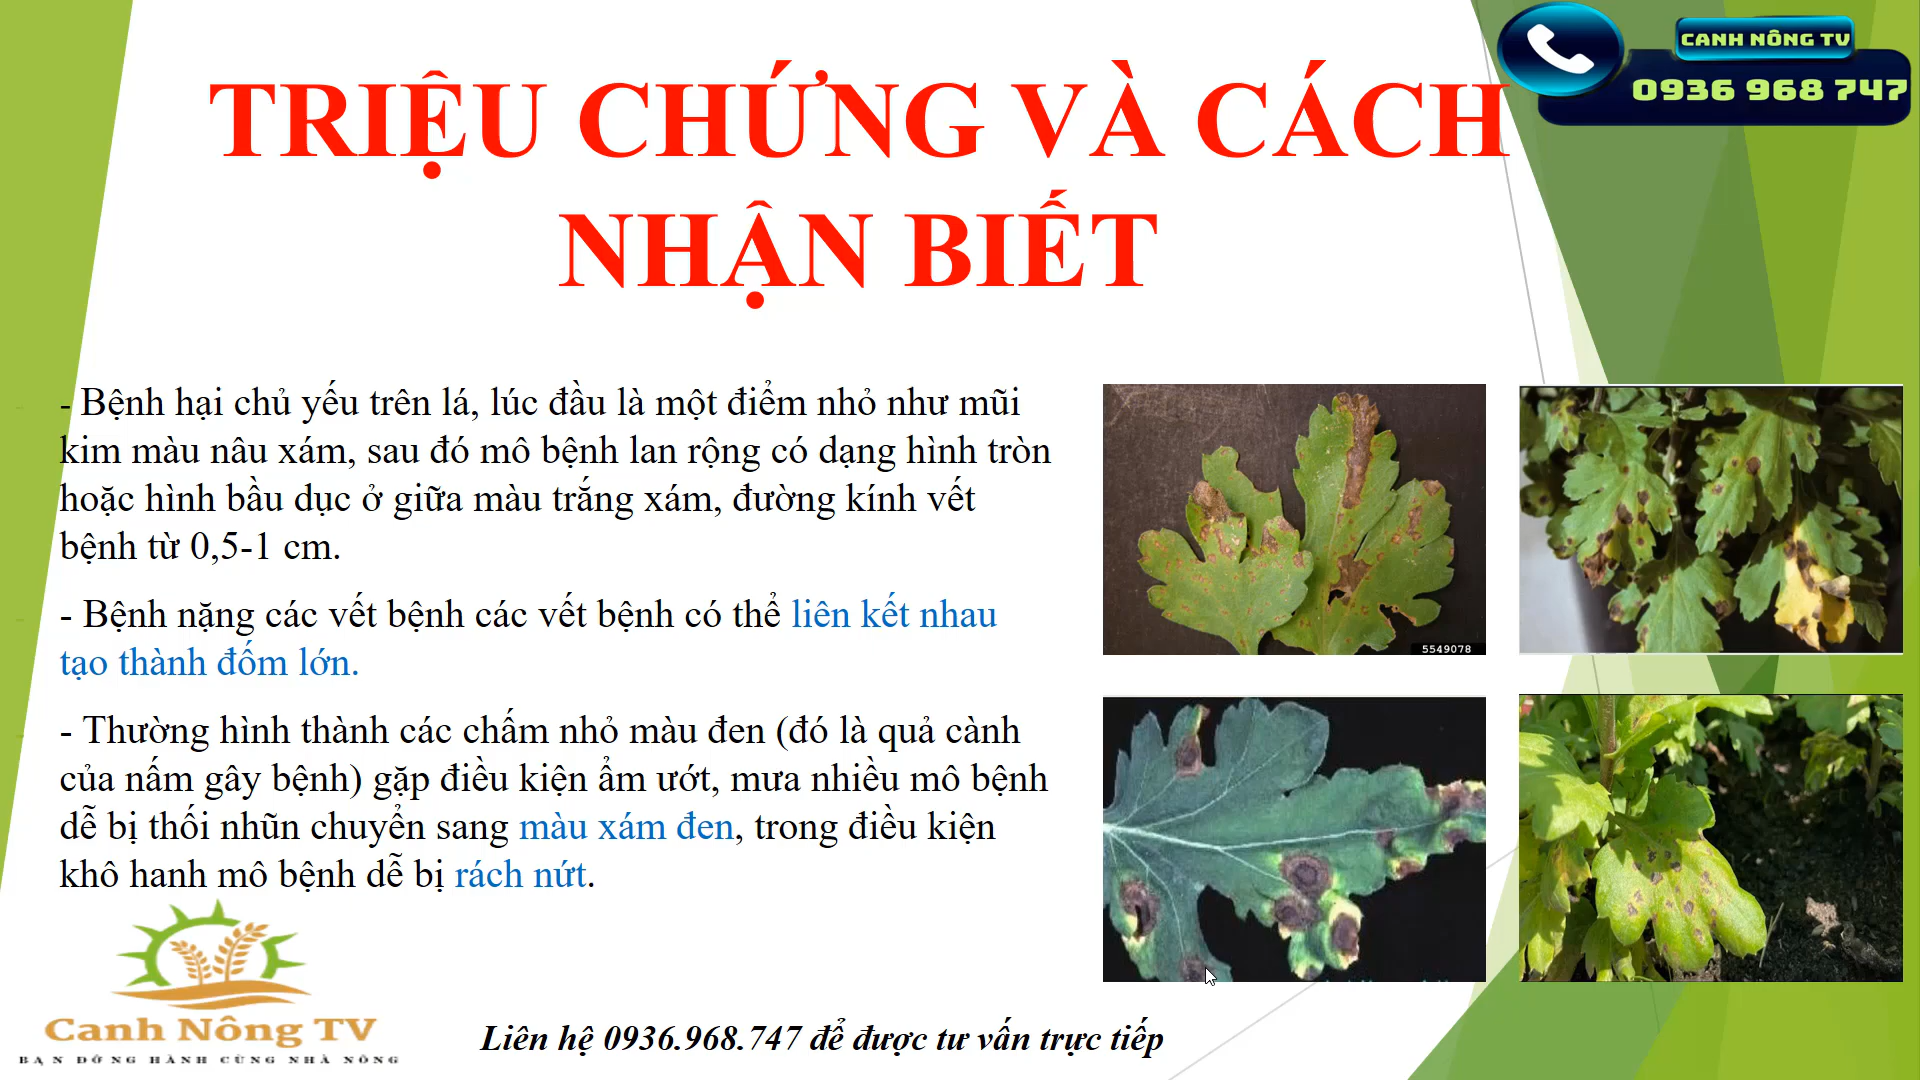 CANH NÔNG TV
0936 968 747
TRIỆU CHỨNG VÀ CÁCH
NHẬN BIẾT
- Bệnh hại chủ yếu trên lá, lúc đầu là một điểm nhỏ như mũi
kim màu nâu xám, sau đó mô bệnh lan rộng có dạng hình tròn
hoặc hình bầu dục ở giữa màu trắng xám, đường kính vết
bệnh từ 0,5-1 cm.
- Bệnh nặng các vết bệnh các vết bệnh có thể liên kết nhau
tạo thành đốm lớn.
- Thường hình thành các chấm nhỏ màu đen (đó là quả cành
của nấm gây bệnh) gặp điều kiện ẩm ướt, mưa nhiều mô bệnh
dễ bị thối nhũn chuyển sang màu xám đen, trong điều kiện
khô hanh mô bệnh dễ bị rách nứt.
5549078
Canh Nông TV
BẠN ĐỒNG HÀNH CÙNG NHÀ NÔNG
Liên hệ 0936.968.747 để được tư vấn trực tiếp